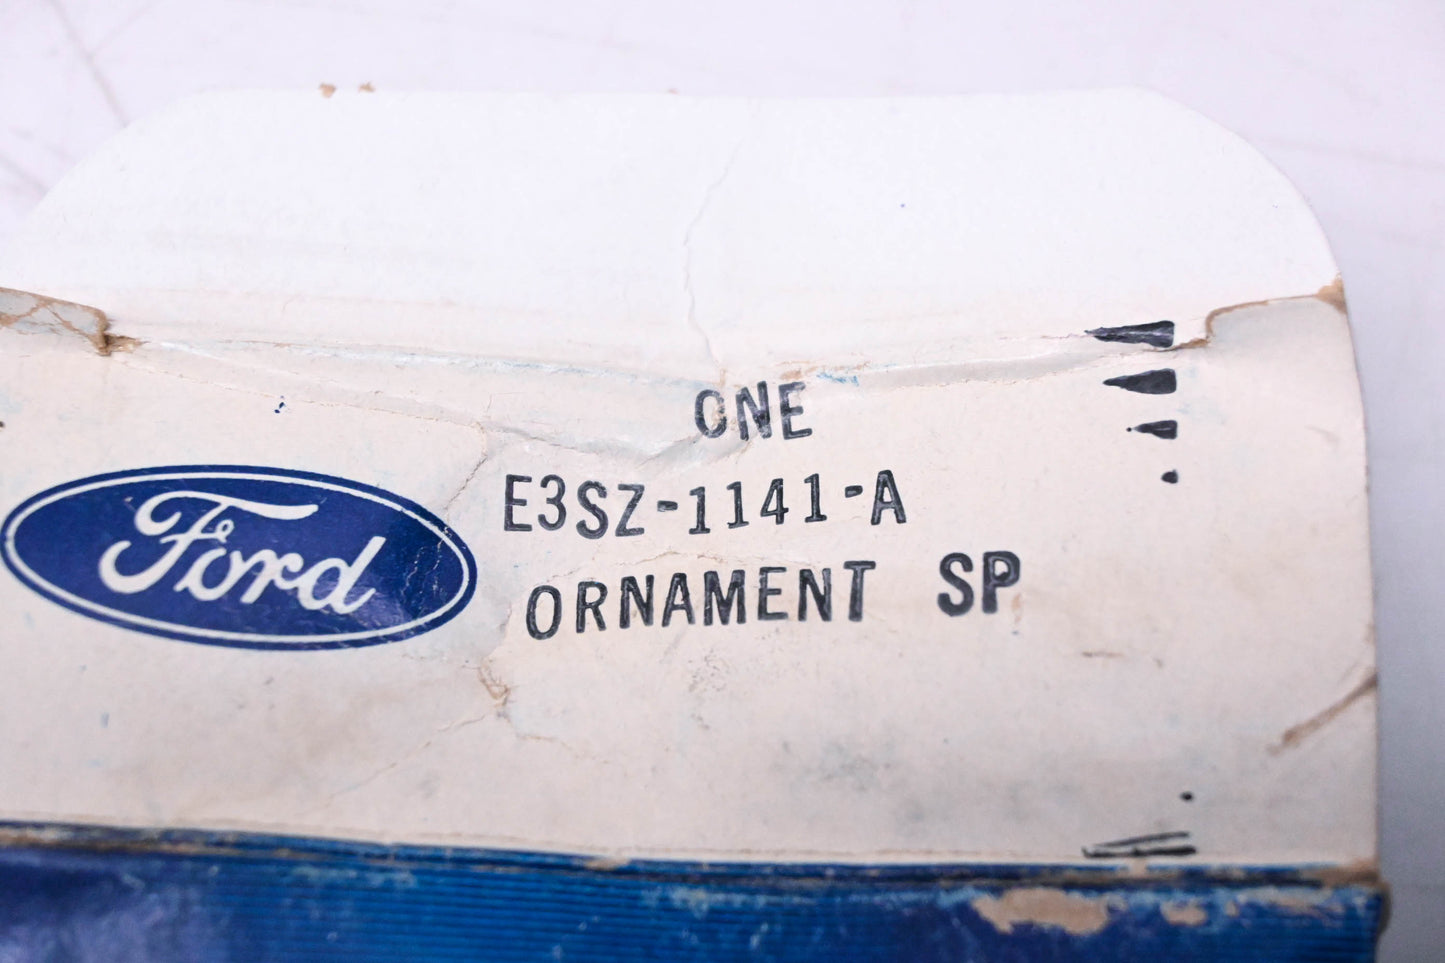 ONE
Ford
E3SZ-1141-A
ORNAMENT SP